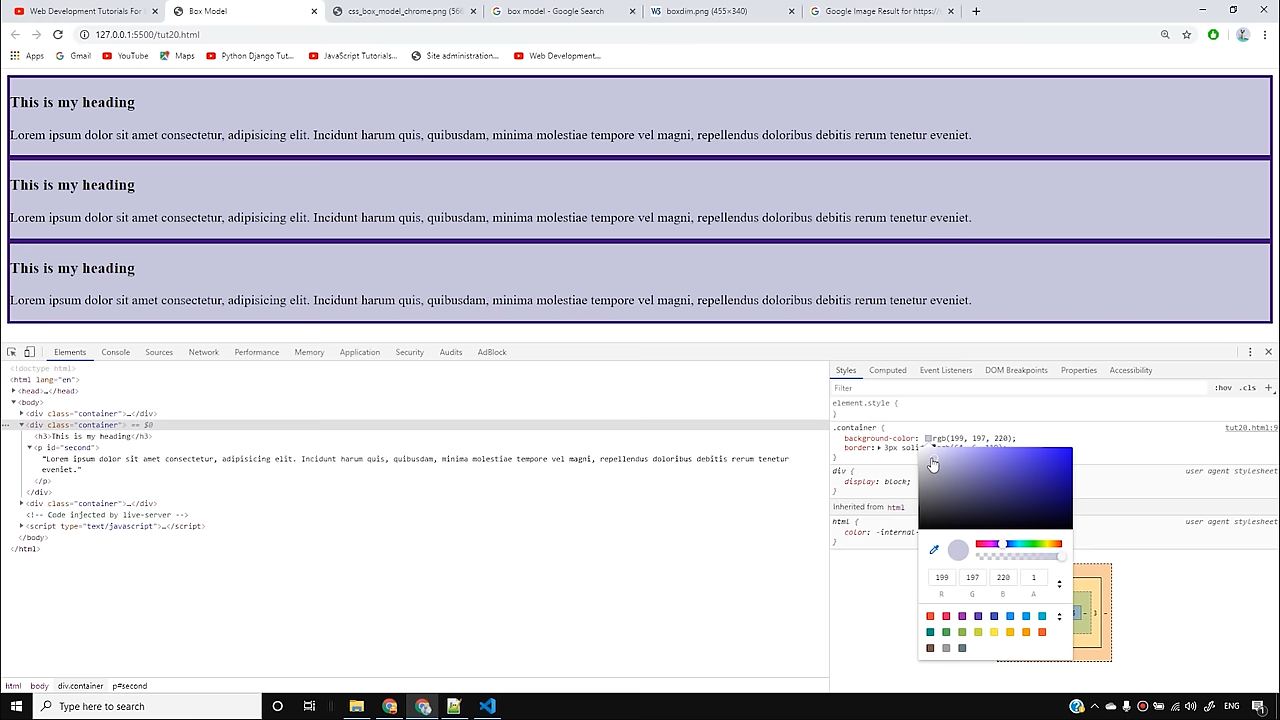 Web Development Tutorials For
Box Model
css_box_model_chrome.png (58
box model - Google Search
W3
boxdim.png (455×340)
Google Image Result for https://
127.0.0.1:5500/tut20.html
Apps
Gmail
YouTube
Maps
Python Django Tut...
JavaScript Tutorials...
Site administration...
Web Development...
This is my heading
Lorem ipsum dolor sit amet consectetur, adipisicing elit. Incidunt harum quis, quibusdam, minima molestiae tempore vel magni, repellendus doloribus debitis rerum tenetur eveniet.
This is my heading
Lorem ipsum dolor sit amet consectetur, adipisicing elit. Incidunt harum quis, quibusdam, minima molestiae tempore vel magni, repellendus doloribus debitis rerum tenetur eveniet.
This is my heading
Lorem ipsum dolor sit amet consectetur, adipisicing elit. Incidunt harum quis, quibusdam, minima molestiae tempore vel magni, repellendus doloribus debitis rerum tenetur eveniet.
Elements Console Sources Network Performance Memory Application Security Audits AdBlock
<!doctype html>
<html lang="en">
<head>…</head>
<body>
<div class="container">…</div>
<div class="container"> == $0
<h3>This is my heading</h3>
<p id="second">
"Lorem ipsum dolor sit amet consectetur, adipisicing elit. Incidunt harum quis, quibusdam, minima molestiae tempore vel magni, repellendus doloribus debitis rerum tenetur
eveniet."
</p>
</div>
<div class="container">…</div>
<!-- Code injected by live-server -->
<script type="text/javascript">…</script>
</body>
</html>
html body div.container p#second
Styles Computed Event Listeners DOM Breakpoints Properties Accessibility
Filter :hov .cls +
element.style {
}
.container { tut20.html:9
background-color: rgb(199, 197, 220);
border: 3px solid
}
div { user agent stylesheet
display: block;
}
Inherited from html
html { user agent stylesheet
color: -internal-
}
199 197 220 1
R G B A
3
Type here to search
ENG